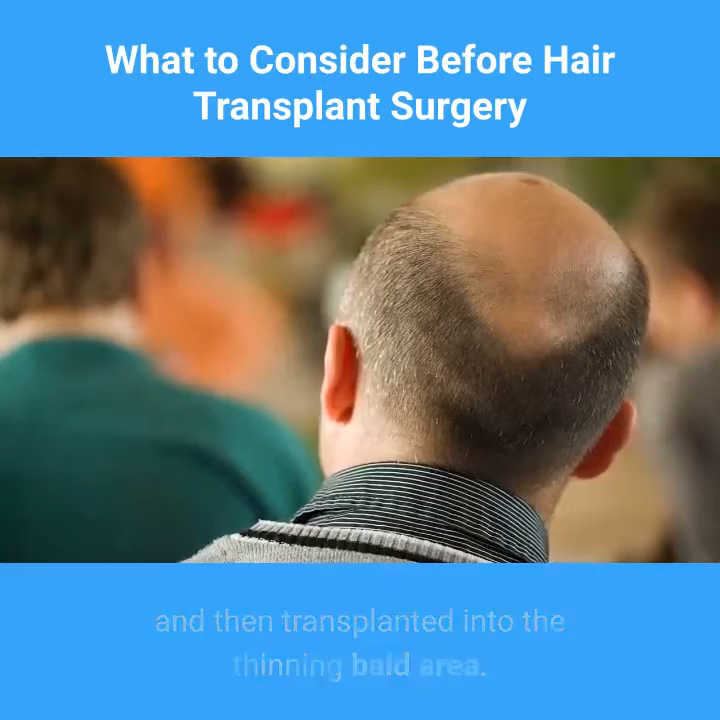 What to Consider Before Hair
Transplant Surgery
and then transplanted into the
thinning bald area.